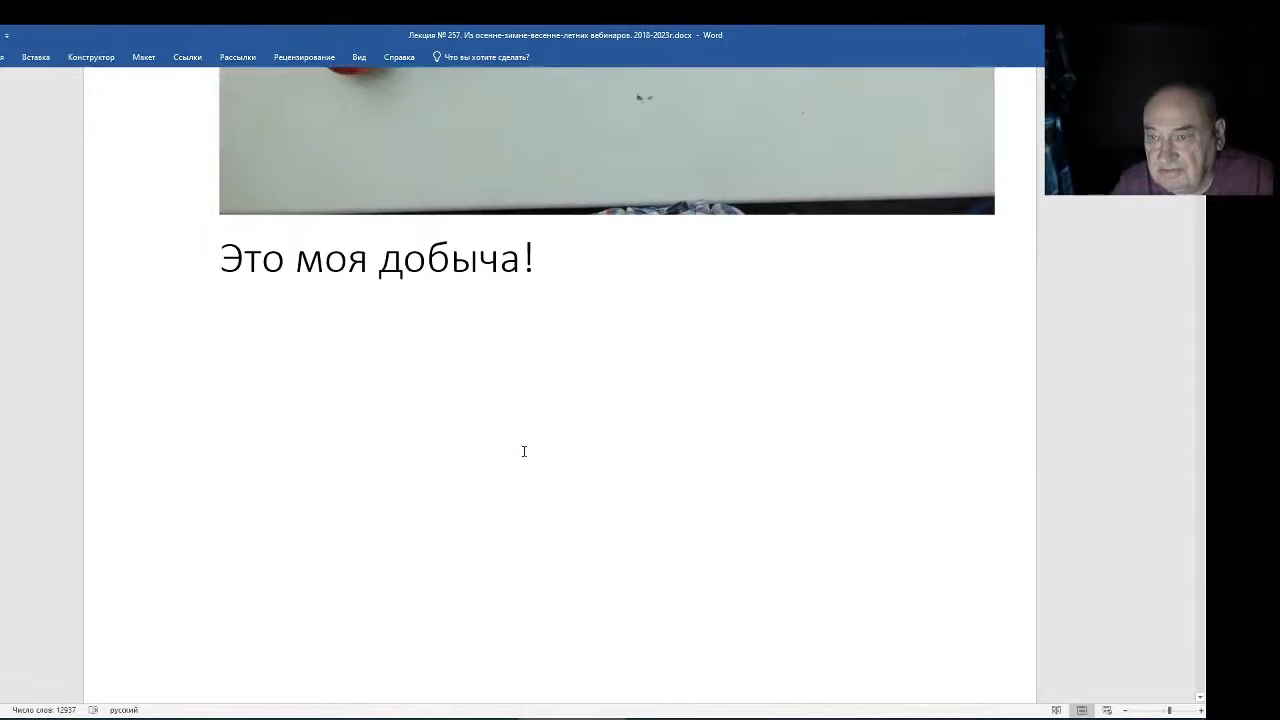 Лекция № 257. Из осенне-зимне-весенне-летних вебинаров. 2018-2023г.docx - Word
я Вставка Конструктор Макет Ссылки Рассылки Рецензирование Вид Справка Что вы хотите сделать?
Это моя добыча!
Число слов: 12937 русский